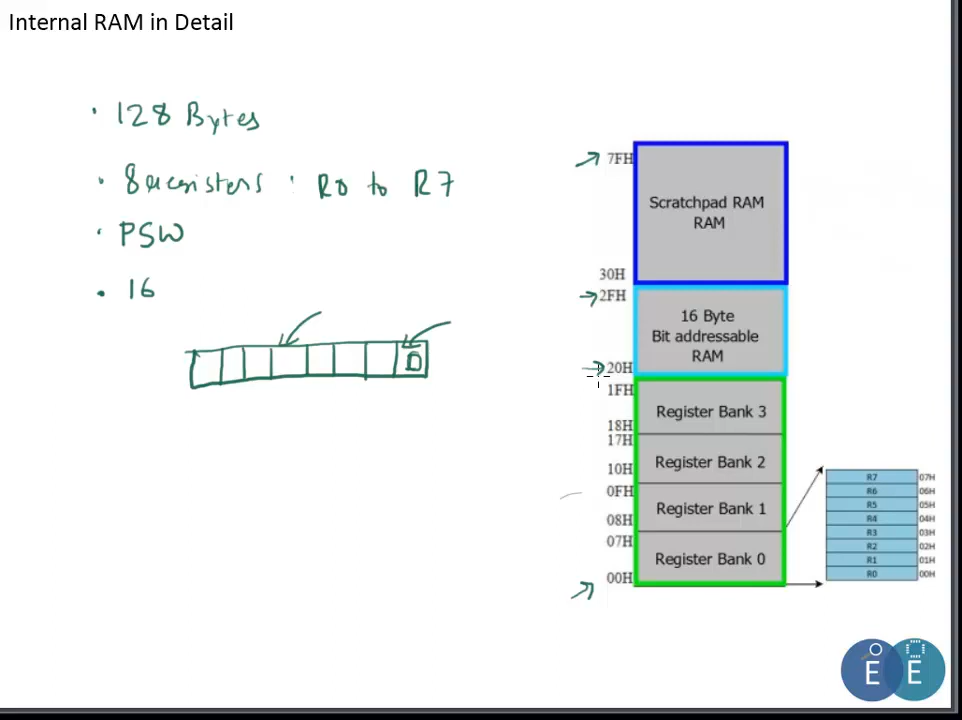 Internal RAM in Detail
• 128 Bytes
• 8 registers : R0 to R7
• PSW
• 16
0
7FH
Scratchpad RAM
RAM
30H
2FH
16 Byte
Bit addressable
RAM
20H
1FH
Register Bank 3
18H
17H
Register Bank 2
10H
0FH
Register Bank 1
08H
07H
Register Bank 0
00H
R7 07H
R6 06H
R5 05H
R4 04H
R3 03H
R2 02H
R1 01H
R0 00H
E E